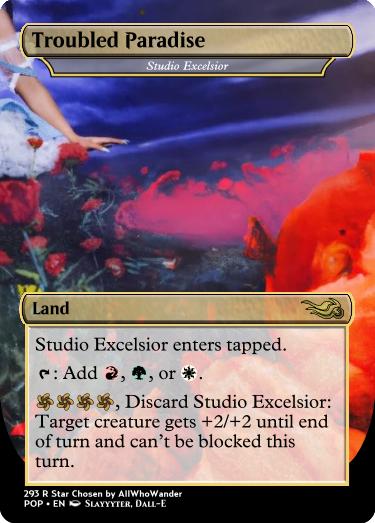 Troubled Paradise
Studio Excelsior
Land
Studio Excelsior enters tapped.
: Add , , or .
, Discard Studio Excelsior:
Target creature gets +2/+2 until end
of turn and can't be blocked this
turn.
293 R Star Chosen by AllWhoWander
POP • EN Slayyyter, Dall-E